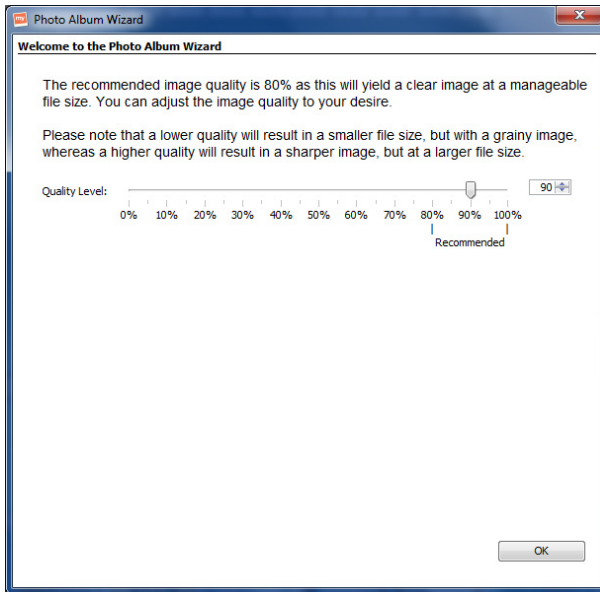 my Photo Album Wizard
Welcome to the Photo Album Wizard
The recommended image quality is 80% as this will yield a clear image at a manageable
file size. You can adjust the image quality to your desire.
Please note that a lower quality will result in a smaller file size, but with a grainy image,
whereas a higher quality will result in a sharper image, but at a larger file size.
Quality Level: 90
0% 10% 20% 30% 40% 50% 60% 70% 80% 90% 100%
Recommended
OK